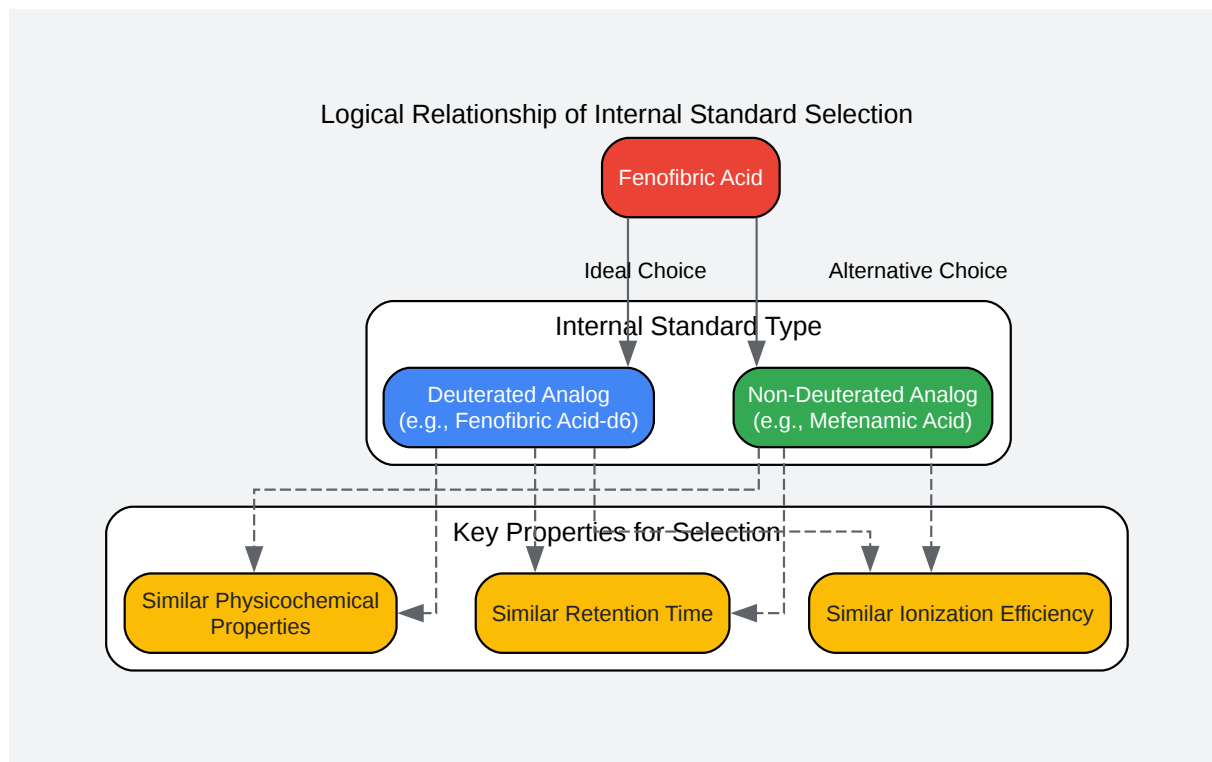 Logical Relationship of Internal Standard Selection
Fenofibric Acid
Ideal Choice
Alternative Choice
Internal Standard Type
Deuterated Analog
(e.g., Fenofibric Acid-d6)
Non-Deuterated Analog
(e.g., Mefenamic Acid)
Key Properties for Selection
Similar Physicochemical
Properties
Similar Retention Time
Similar Ionization Efficiency